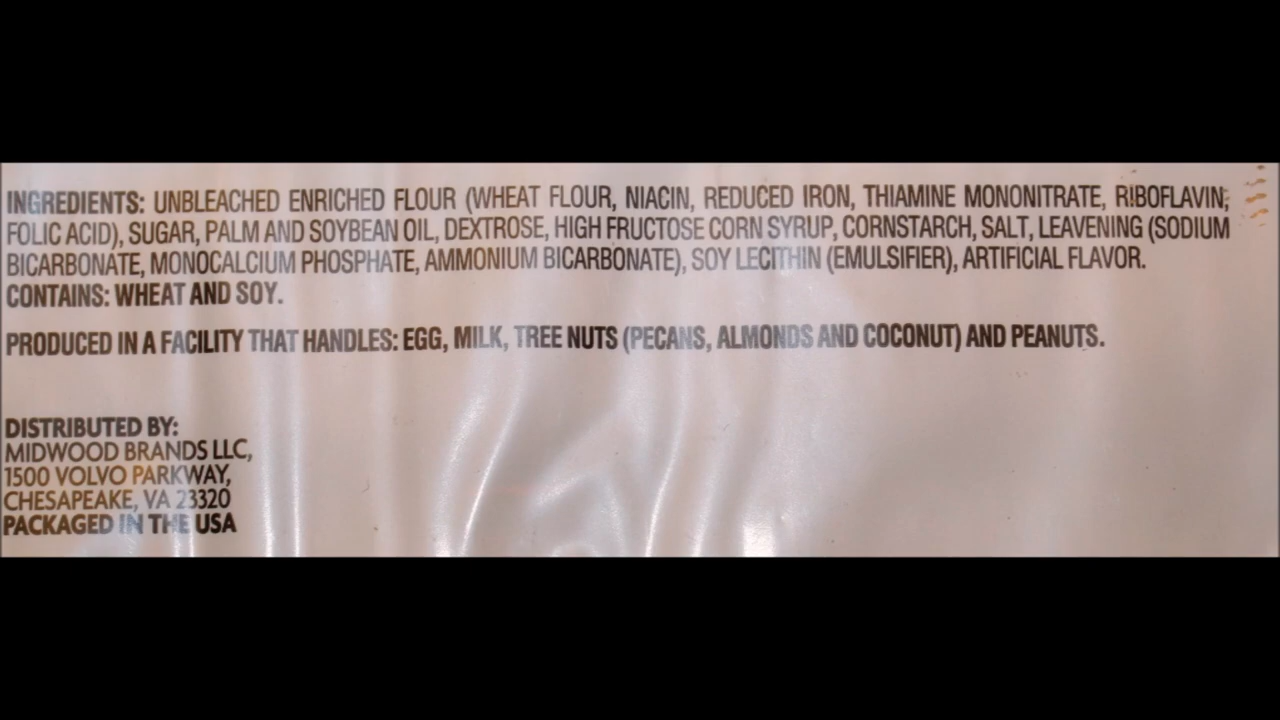 INGREDIENTS: UNBLEACHED ENRICHED FLOUR (WHEAT FLOUR, NIACIN, REDUCED IRON, THIAMINE MONONITRATE, RIBOFLAVIN,
FOLIC ACID), SUGAR, PALM AND SOYBEAN OIL, DEXTROSE, HIGH FRUCTOSE CORN SYRUP, CORNSTARCH, SALT, LEAVENING (SODIUM
BICARBONATE, MONOCALCIUM PHOSPHATE, AMMONIUM BICARBONATE), SOY LECITHIN (EMULSIFIER), ARTIFICIAL FLAVOR.
CONTAINS: WHEAT AND SOY.
PRODUCED IN A FACILITY THAT HANDLES: EGG, MILK, TREE NUTS (PECANS, ALMONDS AND COCONUT) AND PEANUTS.
DISTRIBUTED BY:
MIDWOOD BRANDS LLC,
1500 VOLVO PARKWAY,
CHESAPEAKE, VA 23320
PACKAGED IN THE USA